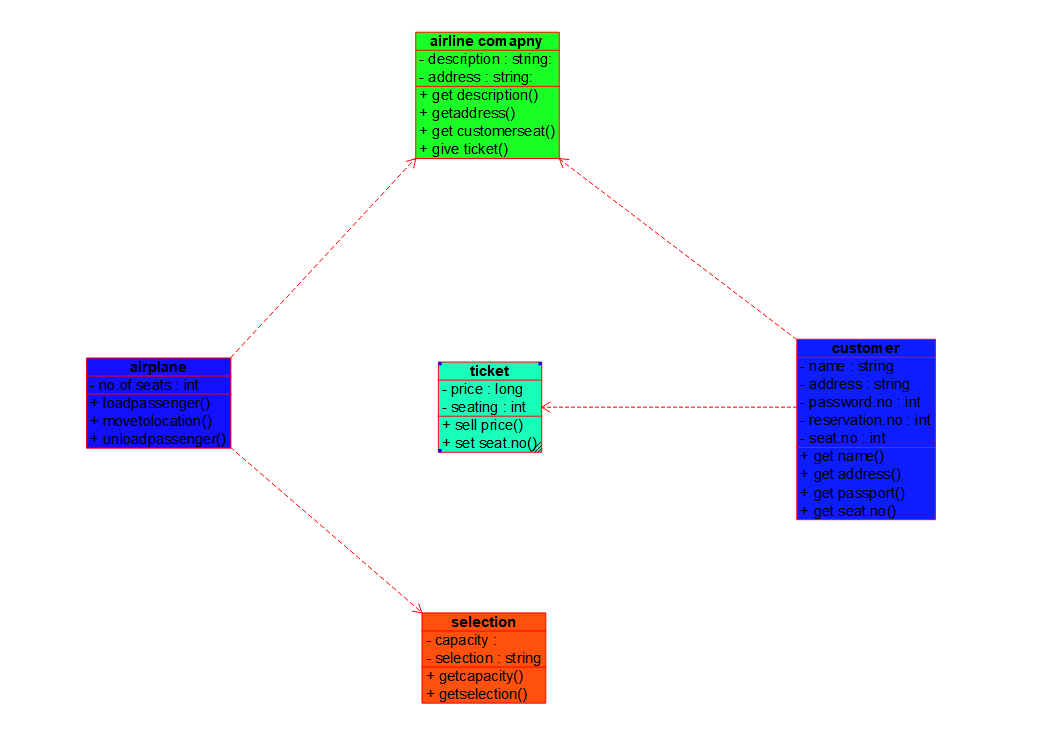 airline comapny
- description : string:
- address : string:
+ get description()
+ getaddress()
+ get customerseat()
+ give ticket()
airplane
- no.of seats : int
+ loadpassenger()
+ movetolocation()
+ unloadpassenger()
ticket
- price : long
- seating : int
+ sell price()
+ set seat.no()
customer
- name : string
- address : string
- password.no : int
- reservation.no : int
- seat.no : int
+ get name()
+ get address()
+ get passport()
+ get seat.no()
selection
- capacity :
- selection : string
+ getcapacity()
+ getselection()